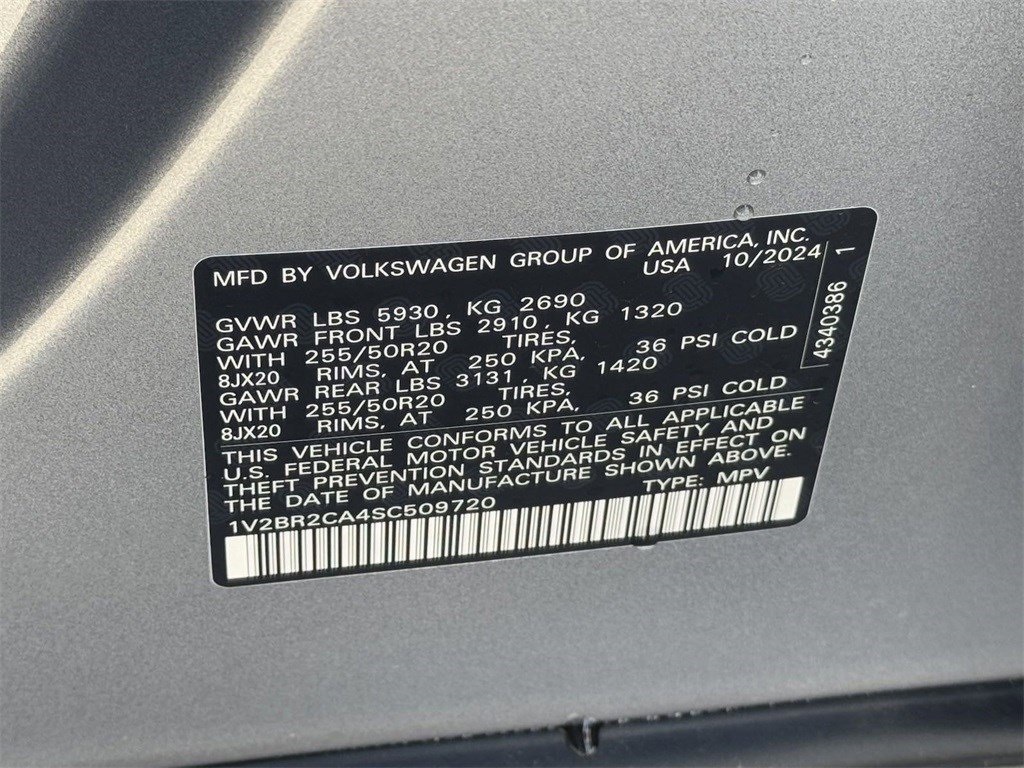 MFD BY VOLKSWAGEN GROUP OF AMERICA, INC.
USA 10/2024
GVWR LBS 5930, KG 2690
GAWR FRONT LBS 2910, KG 1320
WITH 255/50R20 TIRES,
8JX20 RIMS, AT 250 KPA, 36 PSI COLD
GAWR REAR LBS 3131, KG 1420
WITH 255/50R20 TIRES,
8JX20 RIMS, AT 250 KPA, 36 PSI COLD
THIS VEHICLE CONFORMS TO ALL APPLICABLE
U.S. FEDERAL MOTOR VEHICLE SAFETY AND
THEFT PREVENTION STANDARDS IN EFFECT ON
THE DATE OF MANUFACTURE SHOWN ABOVE.
1V2BR2CA4SC509720 TYPE: MPV
4340386 1